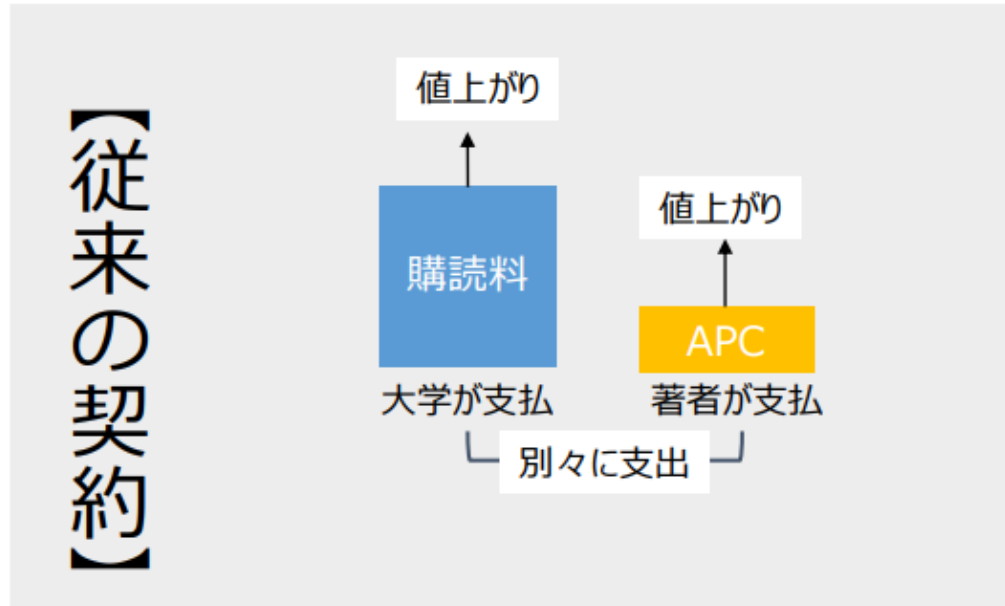 【従来の契約】
値上がり
値上がり
購読料
APC
大学が支払
著者が支払
別々に支出